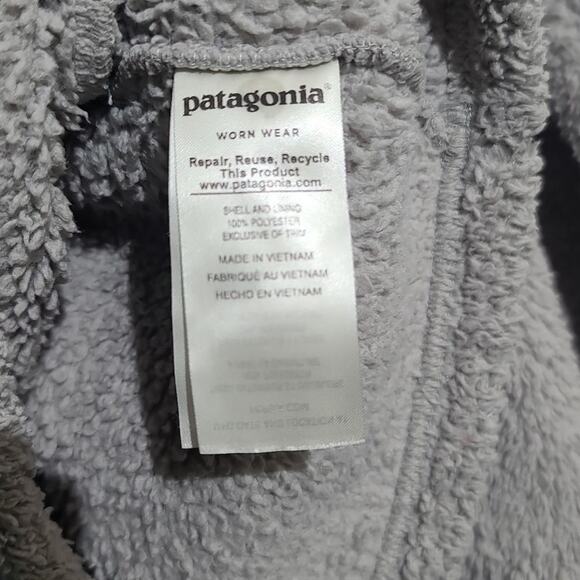 patagonia®
WORN WEAR
Repair, Reuse, Recycle
This Product
www.patagonia.com
SHELL AND LINING
100% POLYESTER
EXCLUSIVE OF TRIM
MADE IN VIETNAM
FABRIQUÉ AU VIETNAM
HECHO EN VIETNAM